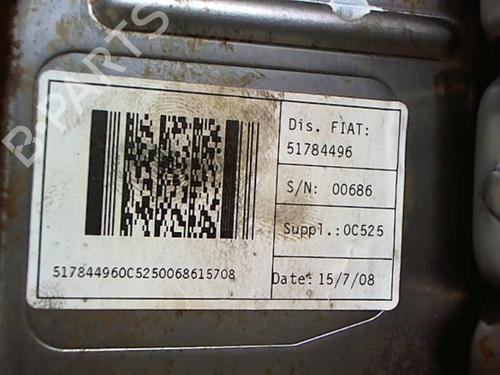 B-PARTS
Dis. FIAT:
51784496
S/N: 00686
Suppl.:0C525
Date: 15/7/08
517844960C5250068615708